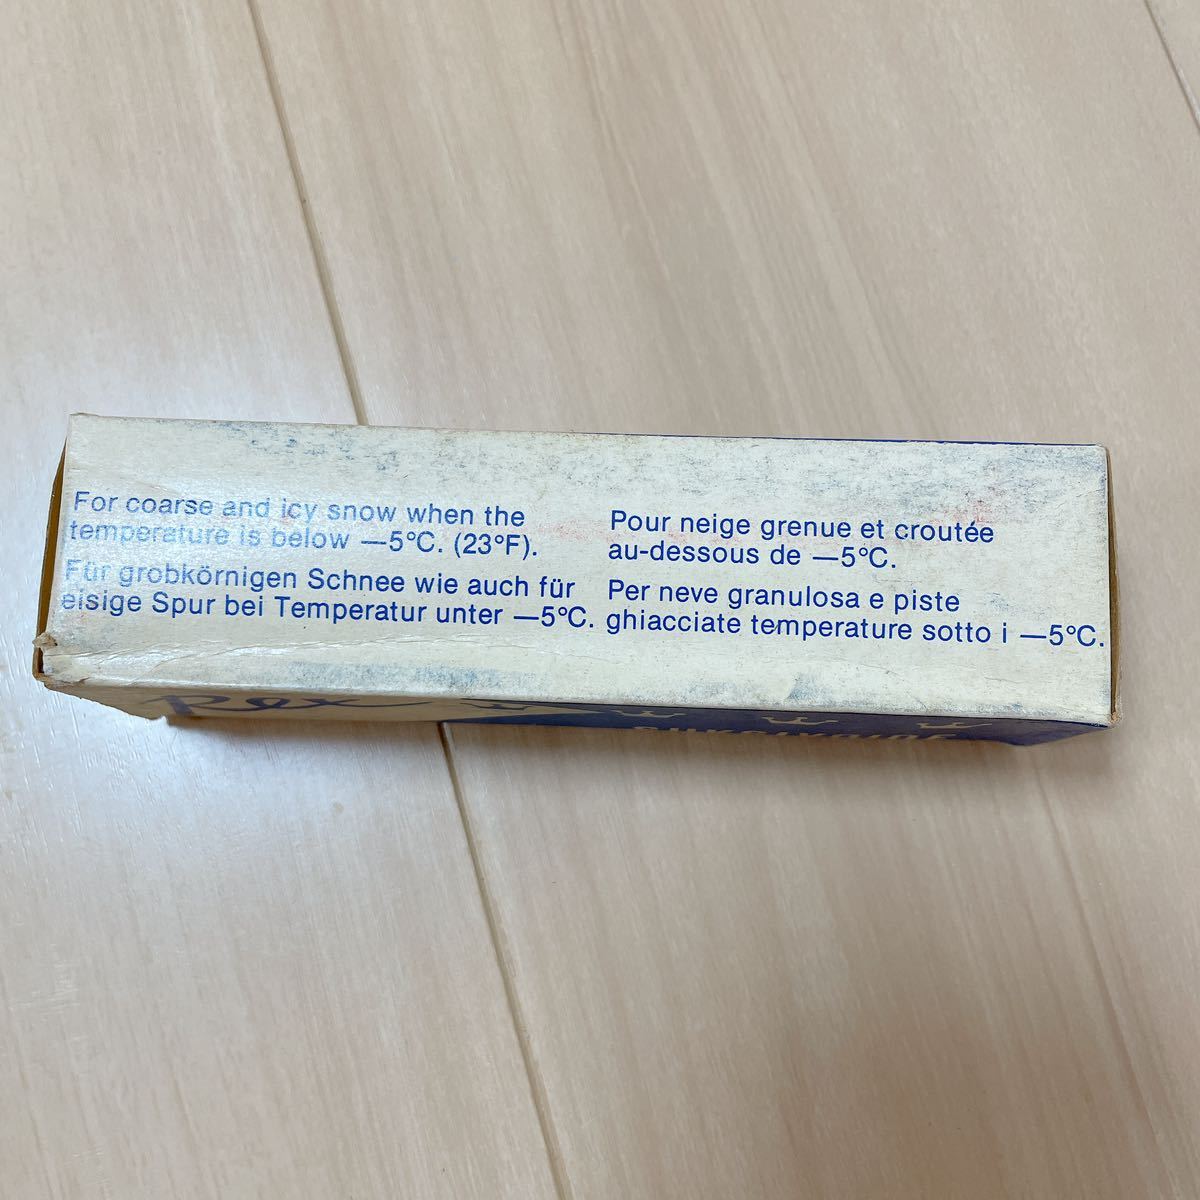 For coarse and icy snow when the
temperature is below —5°C. (23°F).
Für grobkörnigen Schnee wie auch für
eisige Spur bei Temperatur unter —5°C.
Pour neige grenue et croutée
au-dessous de —5°C.
Per neve granulosa e piste
ghiacciate temperature sotto i —5°C.
Rex